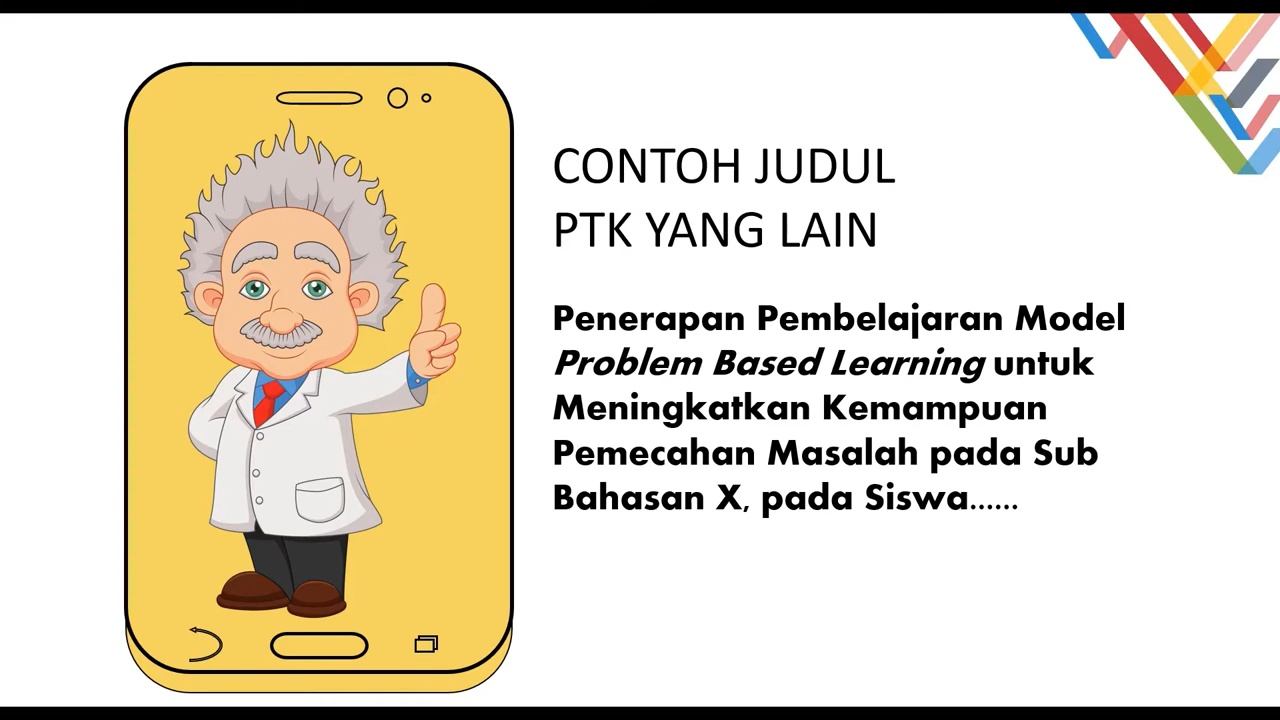 CONTOH JUDUL
PTK YANG LAIN
Penerapan Pembelajaran Model
Problem Based Learning untuk
Meningkatkan Kemampuan
Pemecahan Masalah pada Sub
Bahasan X, pada Siswa......